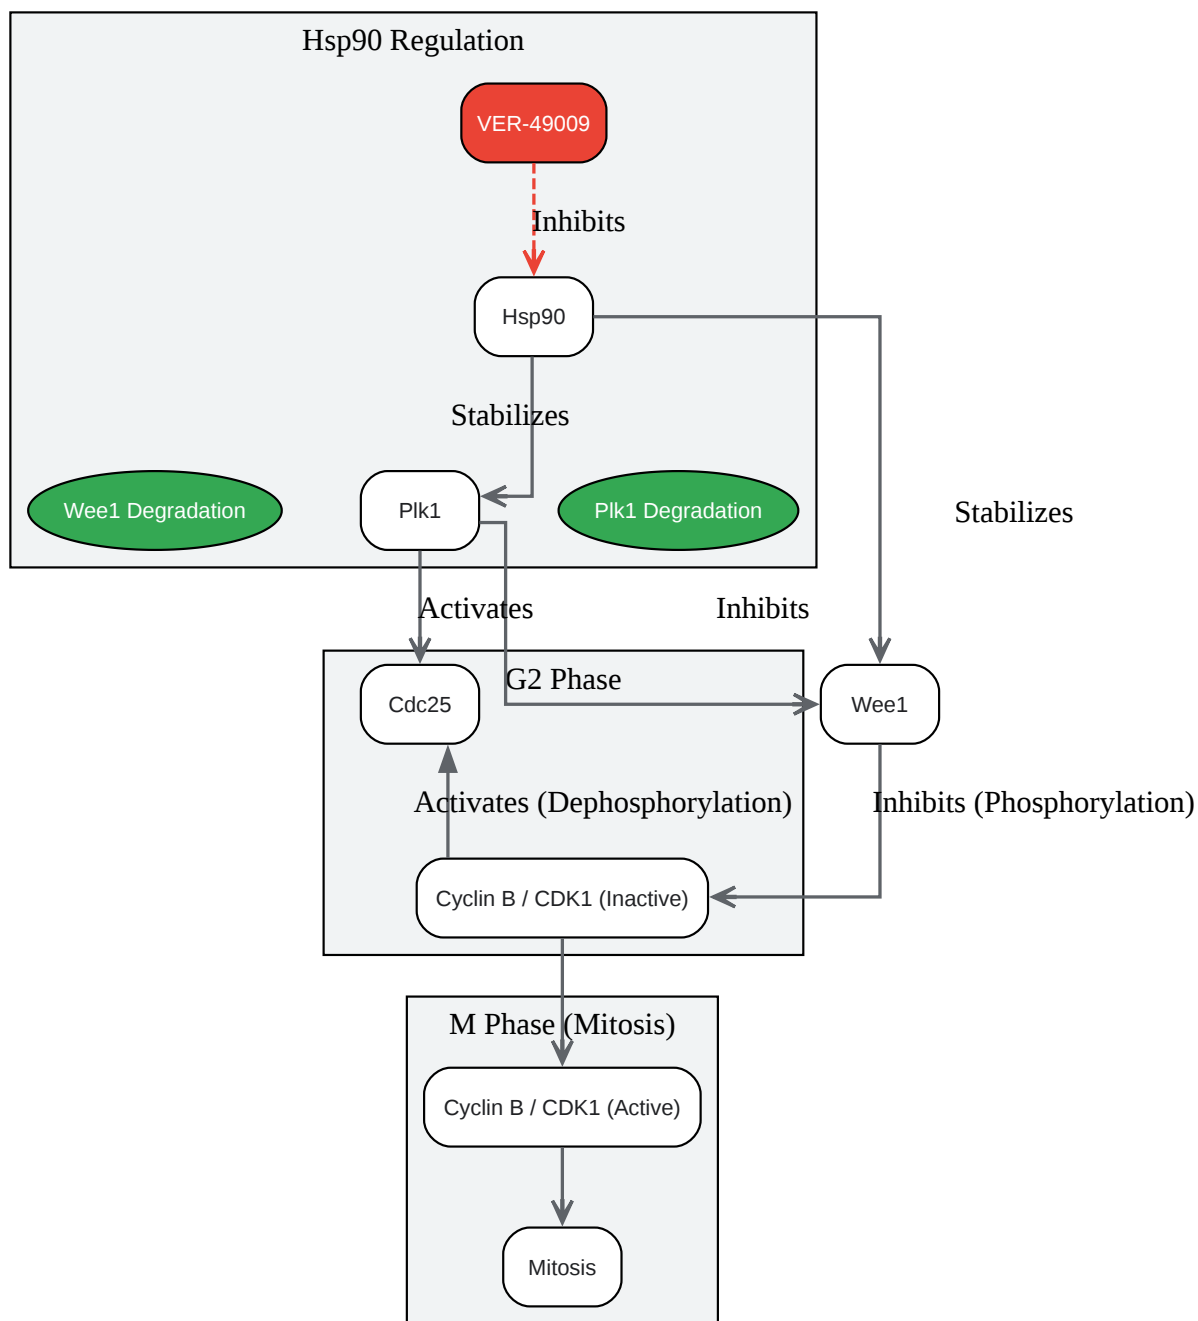 Hsp90 Regulation
VER-49009
Inhibits
Hsp90
Stabilizes
Wee1 Degradation
Plk1
Plk1 Degradation
Stabilizes
Activates
Inhibits
G2 Phase
Cdc25
Wee1
Activates (Dephosphorylation)
Inhibits (Phosphorylation)
Cyclin B / CDK1 (Inactive)
M Phase (Mitosis)
Cyclin B / CDK1 (Active)
Mitosis